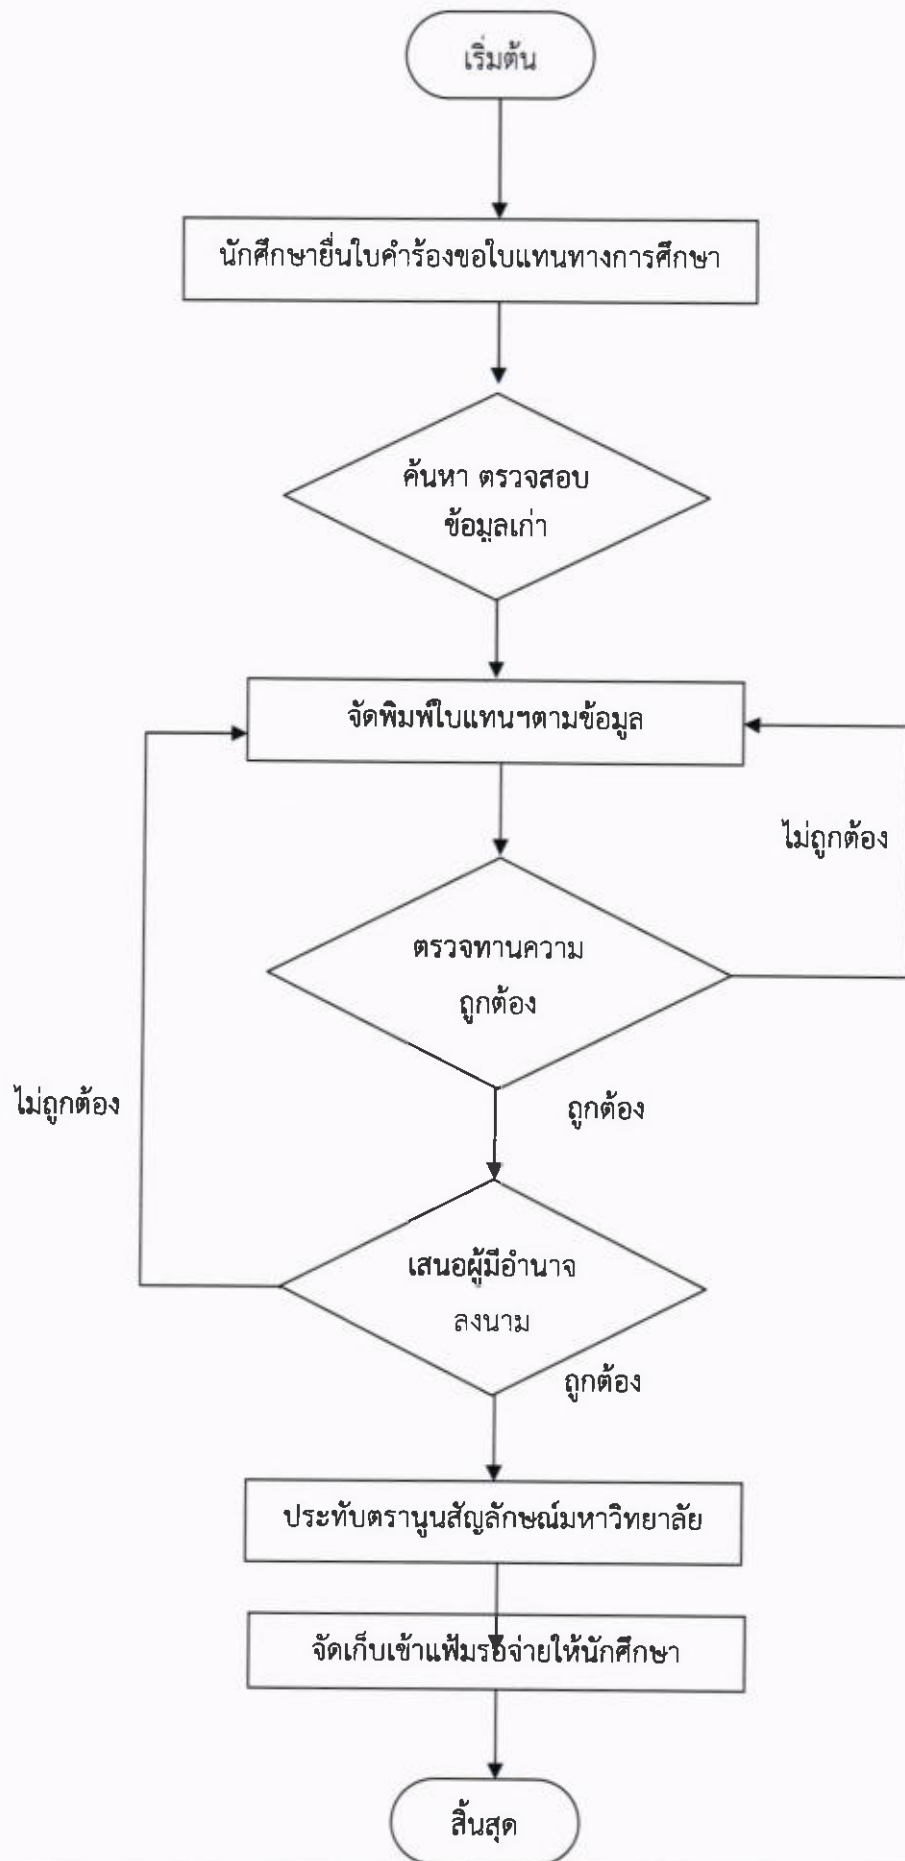 เริ่มต้น
นักศึกษายื่นใบคำร้องขอใบแทนทางการศึกษา
ค้นหา ตรวจสอบ
ข้อมูลเก่า
จัดพิมพ์ใบแทนฯตามข้อมูล
ไม่ถูกต้อง
ตรวจทานความ
ถูกต้อง
ไม่ถูกต้อง
ถูกต้อง
เสนอผู้มีอำนาจ
ลงนาม
ถูกต้อง
ประทับตรานูนสัญลักษณ์มหาวิทยาลัย
จัดเก็บเข้าแฟ้มรอจ่ายให้นักศึกษา
สิ้นสุด